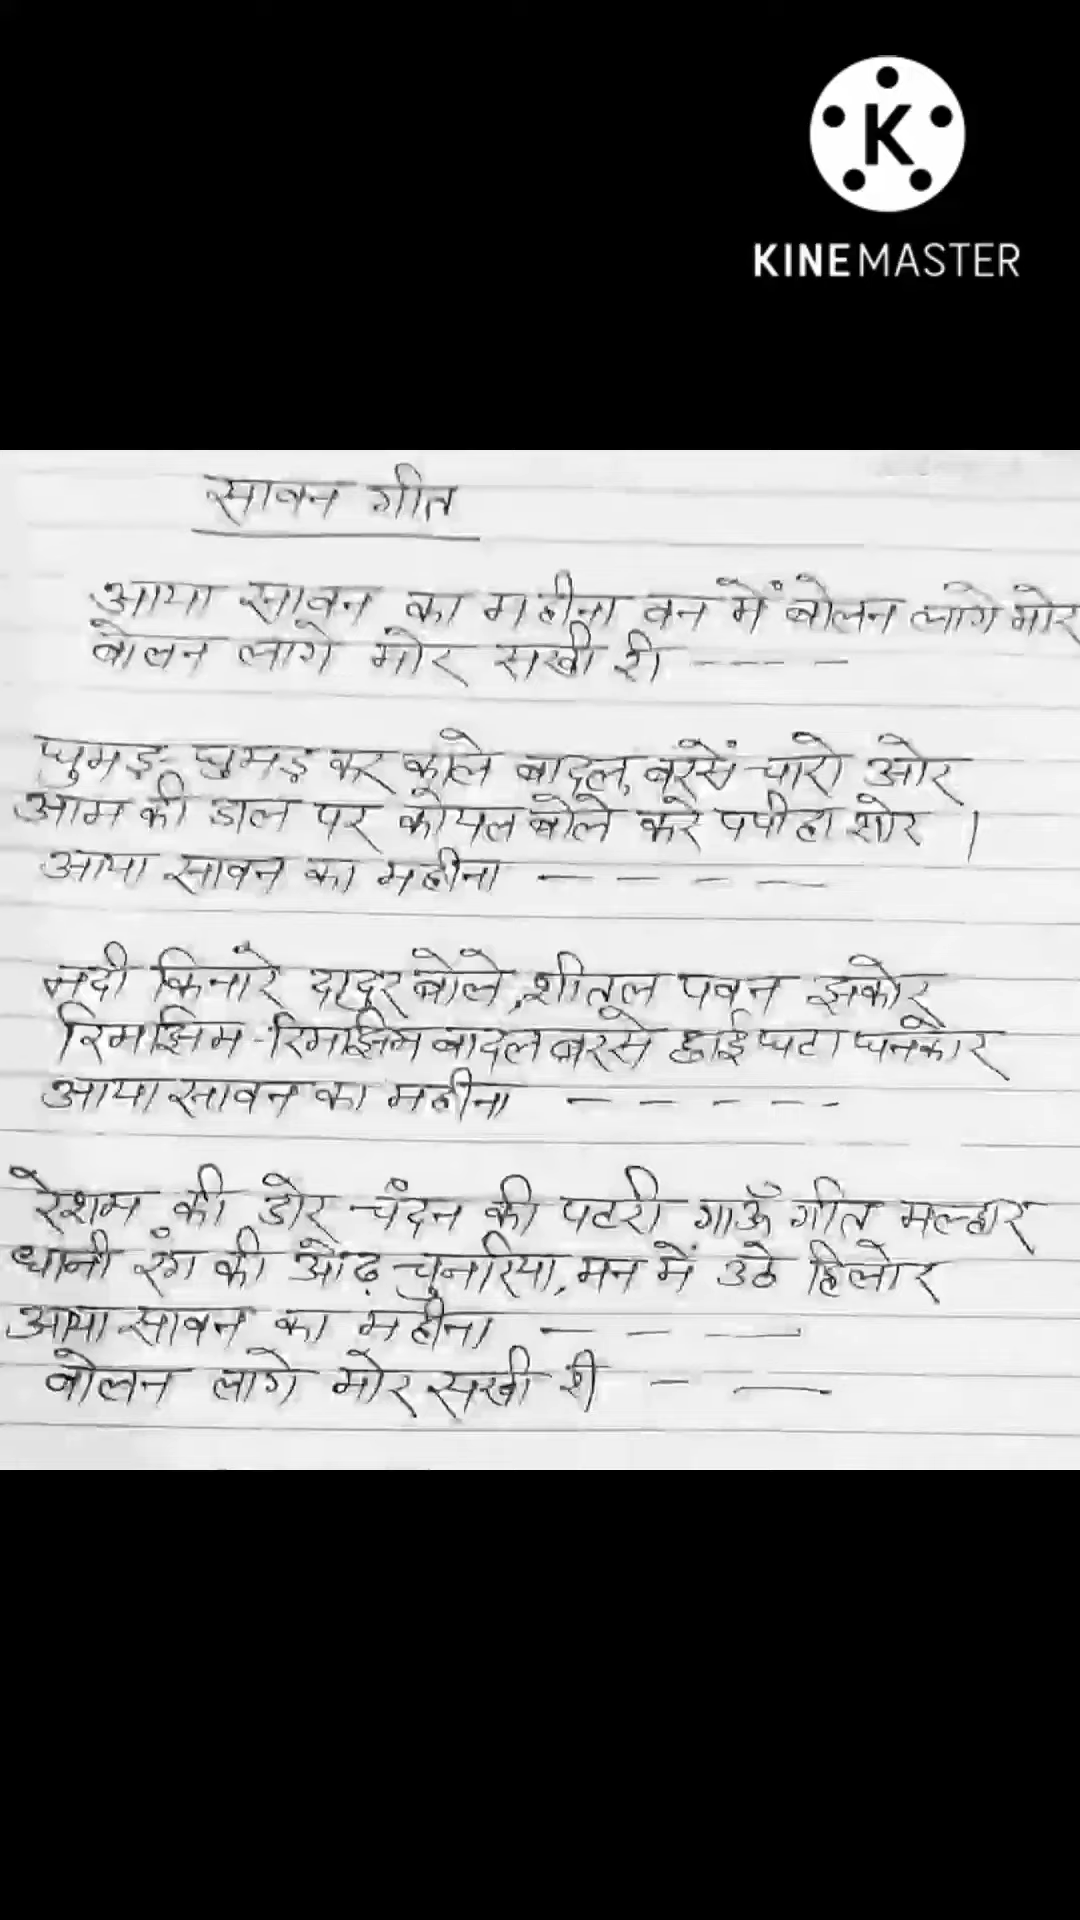 KINEMASTER
सावन गीत
आया सावन का महीना वन में बोलन लागे मोर
बोलन लागे मोर सखी री ----
घुमड़-घुमड़ कर काले बादल, बरसें चारो ओर
आम की डाल पर कोयल बोले करे पपीहा शोर ।
आया सावन का महीना ----
नदी किनारे दादुर बोले, शीतल पवन झकोर
रिमझिम-रिमझिम बादल बरसे छाई घटा घनकोर
आया सावन का महीना -----
रेशम की डोर चंदन की पटरी गाऊँ गीत मल्हार
धानी रंग की ओढ़ चुनरिया, मन में उठे हिलोर
आया सावन का महीना ---
बोलन लागे मोर सखी री --